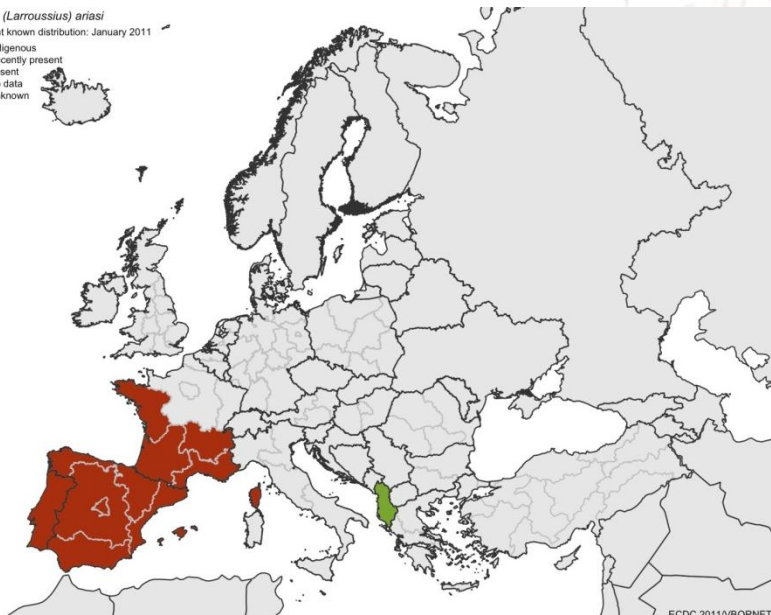 (Larroussius) ariasi
t known distribution: January 2011
digenous
cently present
sent
data
known
ECDC 2011/VBORNET